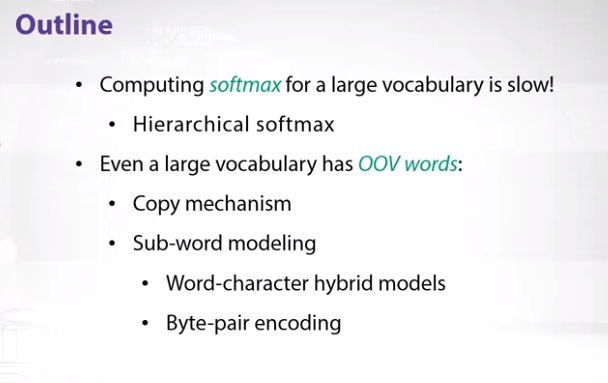 Outline
• Computing softmax for a large vocabulary is slow!
• Hierarchical softmax
• Even a large vocabulary has OOV words:
• Copy mechanism
• Sub-word modeling
• Word-character hybrid models
• Byte-pair encoding